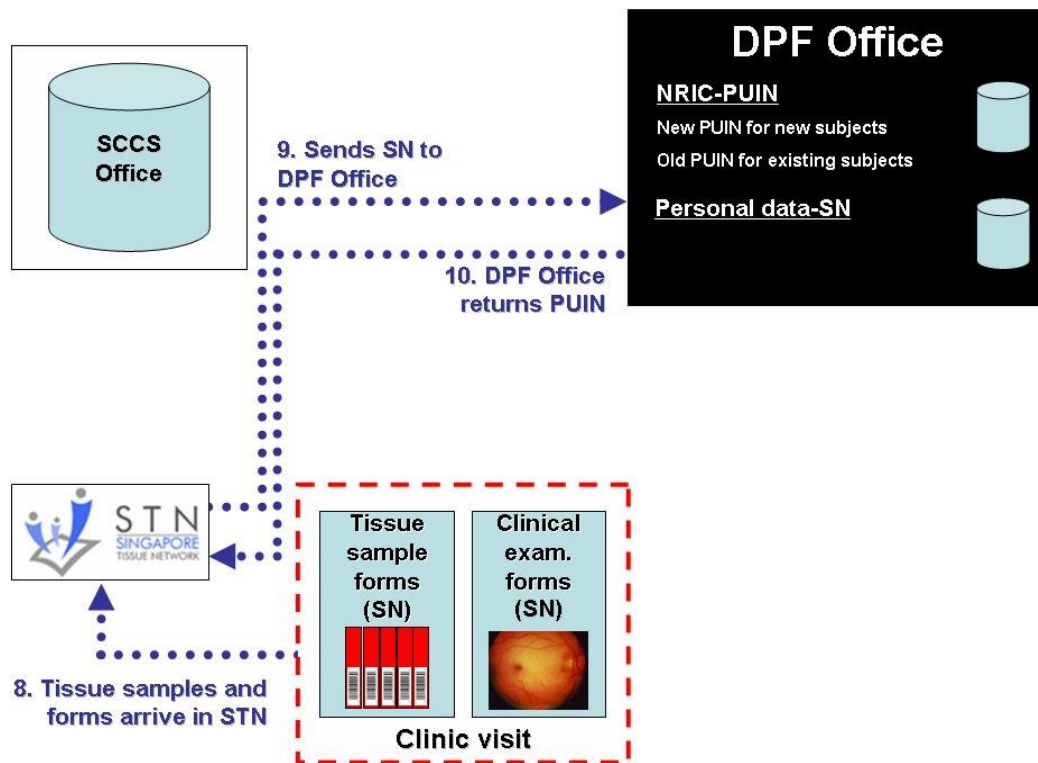 SCCS
Office
DPF Office
NRIC-PUIN
New PUIN for new subjects
Old PUIN for existing subjects
Personal data-SN
9. Sends SN to
DPF Office
10. DPF Office
returns PUIN
STN
SINGAPORE
TISSUE NETWORK
Tissue
sample
forms
(SN)
Clinical
exam.
forms
(SN)
8. Tissue samples and
forms arrive in STN
Clinic visit